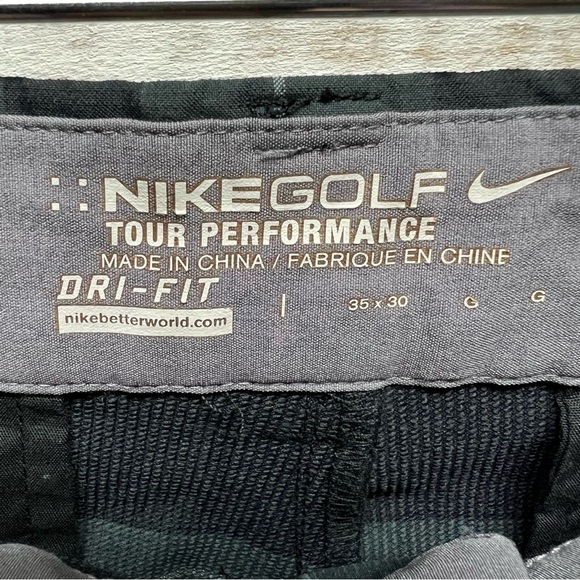 NIKEGOLF
TOUR PERFORMANCE
MADE IN CHINA / FABRIQUE EN CHINE
DRI-FIT
35 x 30 G G
nikebetterworld.com